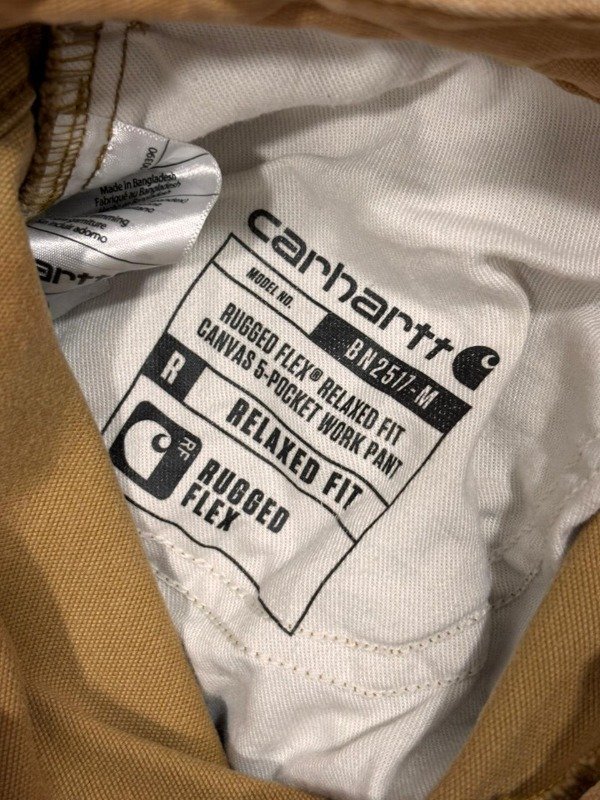 Made in Bangladesh
Fabriqué au Bangladesh
carhartt
MODEL NO.
BN2517-M
RUGGED FLEX® RELAXED FIT
CANVAS 5-POCKET WORK PANT
R
RELAXED FIT
RF
RUGGED
FLEX